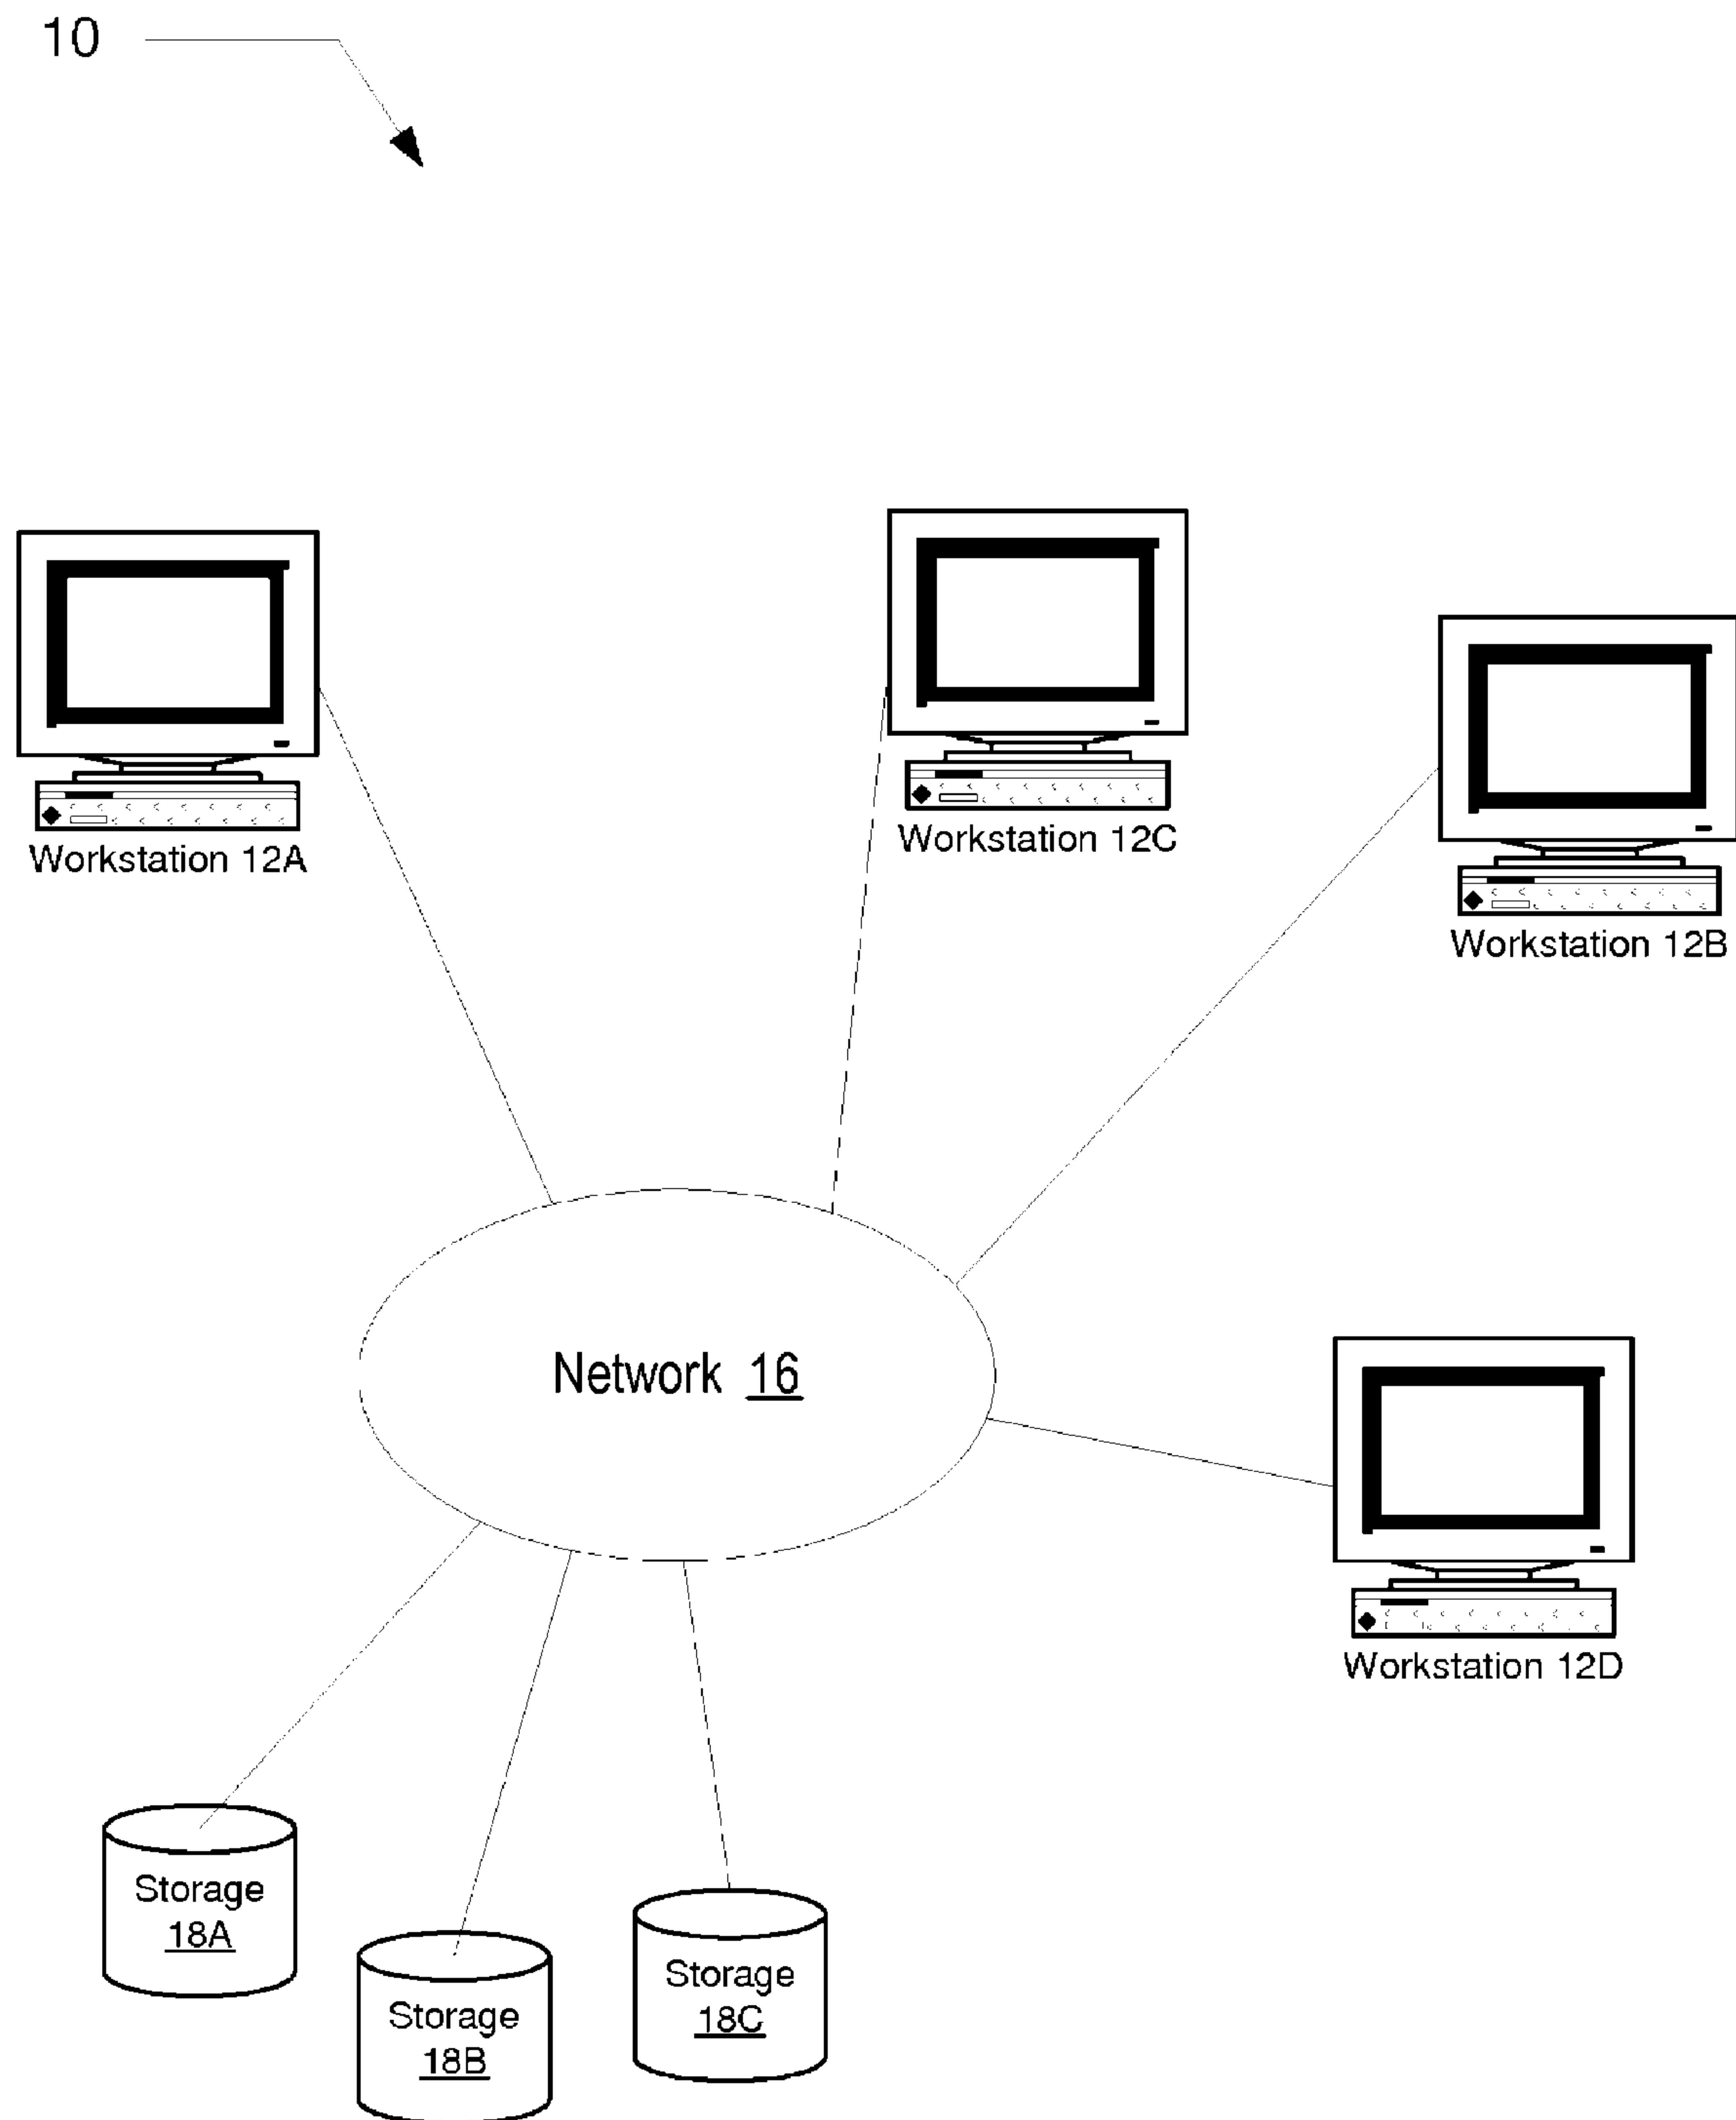 10
Workstation 12A
Workstation 12C
Workstation 12B
Network 16
Workstation 12D
Storage
18A
Storage
18B
Storage
18C